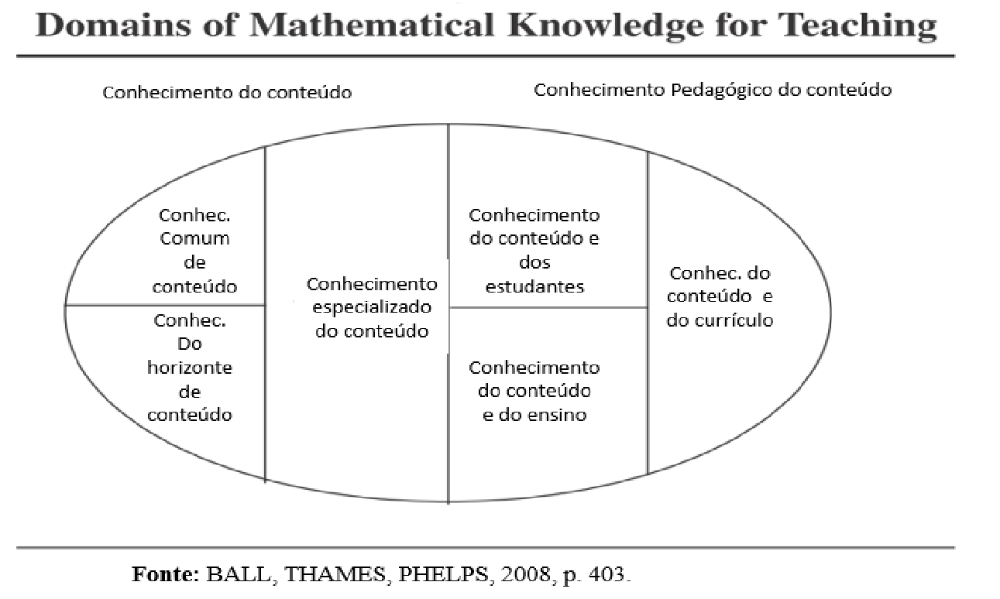 Domains of Mathematical Knowledge for Teaching
Conhecimento do conteúdo
Conhecimento Pedagógico do conteúdo
Conhec.
Comum
de
conteúdo
Conhec.
Do
horizonte
de
conteúdo
Conhecimento
especializado
do conteúdo
Conhecimento
do conteúdo e
dos
estudantes
Conhecimento
do conteúdo
e do ensino
Conhec. do
conteúdo e
do currículo
Fonte: BALL, THAMES, PHELPS, 2008, p. 403.